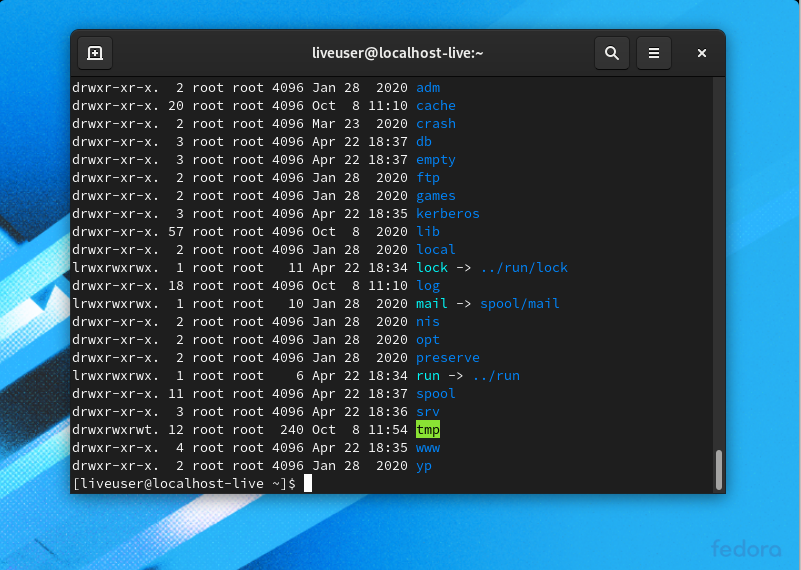 liveuser@localhost-live:~
drwxr-xr-x.  2 root root 4096 Jan 28  2020 adm
drwxr-xr-x. 20 root root 4096 Oct  8 11:10 cache
drwxr-xr-x.  2 root root 4096 Mar 23  2020 crash
drwxr-xr-x.  3 root root 4096 Apr 22 18:37 db
drwxr-xr-x.  3 root root 4096 Apr 22 18:37 empty
drwxr-xr-x.  2 root root 4096 Jan 28  2020 ftp
drwxr-xr-x.  2 root root 4096 Jan 28  2020 games
drwxr-xr-x.  3 root root 4096 Apr 22 18:35 kerberos
drwxr-xr-x. 57 root root 4096 Oct  8  2020 lib
drwxr-xr-x.  2 root root 4096 Jan 28  2020 local
lrwxrwxrwx.  1 root root   11 Apr 22 18:34 lock -> ../run/lock
drwxr-xr-x. 18 root root 4096 Oct  8 11:10 log
lrwxrwxrwx.  1 root root   10 Jan 28  2020 mail -> spool/mail
drwxr-xr-x.  2 root root 4096 Jan 28  2020 nis
drwxr-xr-x.  2 root root 4096 Jan 28  2020 opt
drwxr-xr-x.  2 root root 4096 Jan 28  2020 preserve
lrwxrwxrwx.  1 root root    6 Apr 22 18:34 run -> ../run
drwxr-xr-x. 11 root root 4096 Apr 22 18:37 spool
drwxr-xr-x.  3 root root 4096 Apr 22 18:36 srv
drwxrwxrwt. 12 root root  240 Oct  8 11:54 tmp
drwxr-xr-x.  4 root root 4096 Apr 22 18:35 www
drwxr-xr-x.  2 root root 4096 Jan 28  2020 yp
[liveuser@localhost-live ~]$
fedora